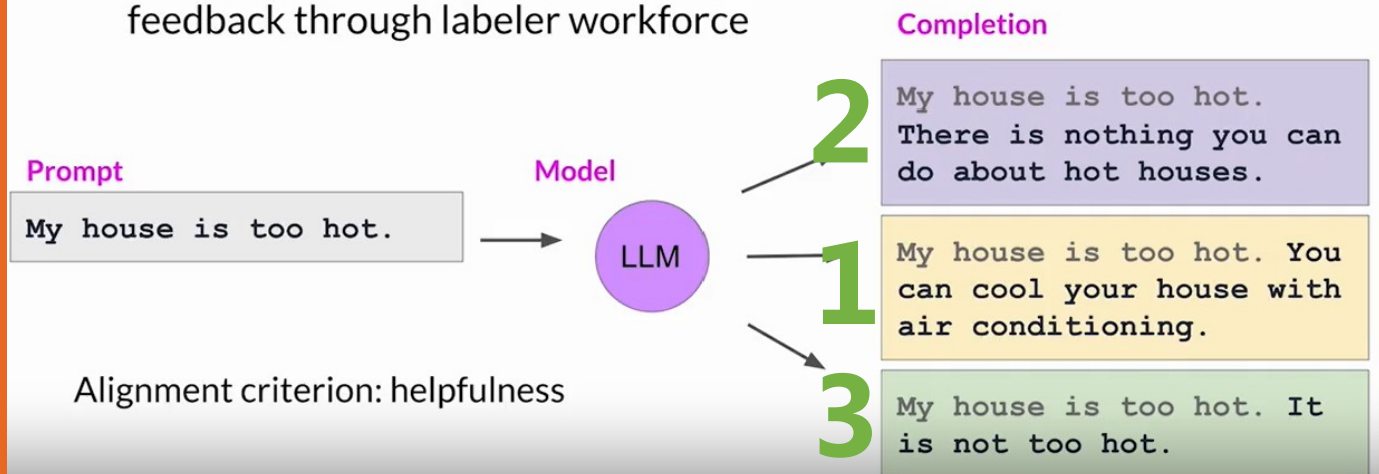 feedback through labeler workforce
Prompt
My house is too hot.
Model
LLM
Alignment criterion: helpfulness
Completion
2
My house is too hot.
There is nothing you can
do about hot houses.
1
My house is too hot. You
can cool your house with
air conditioning.
3
My house is too hot. It
is not too hot.